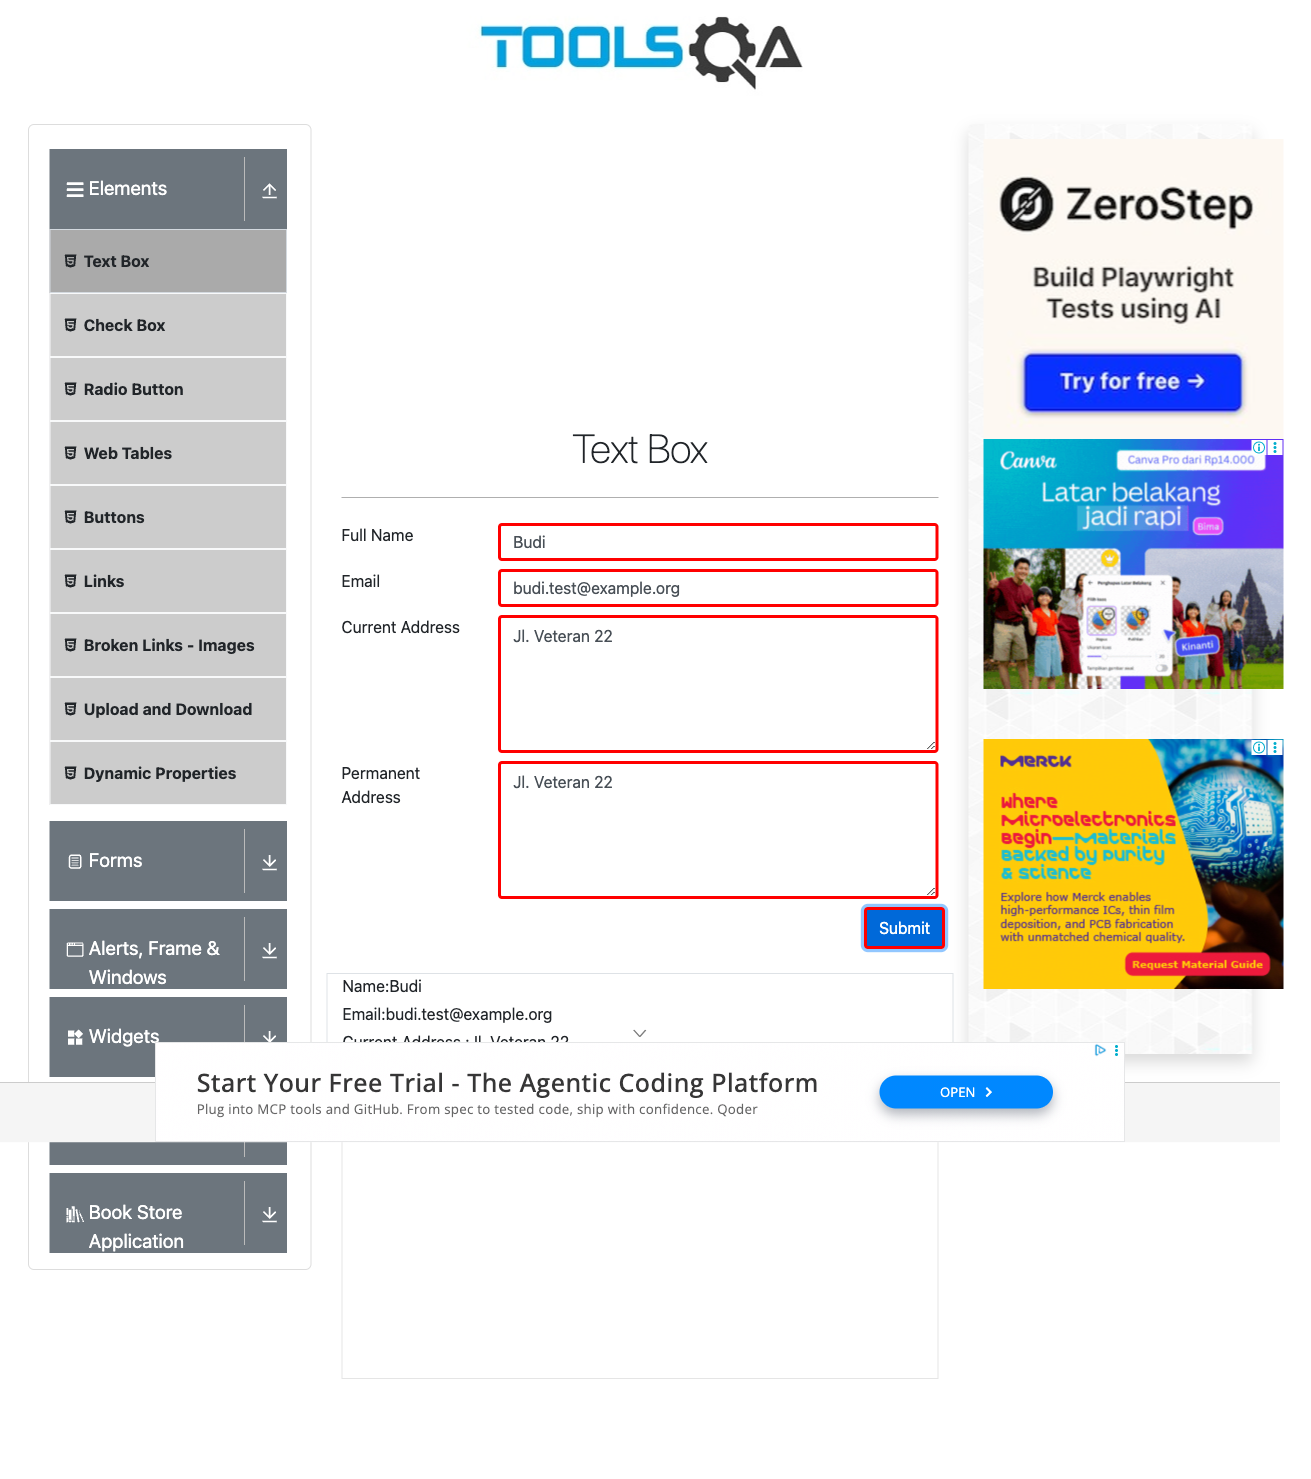 TOOLSQA
Elements
Text Box
Check Box
Radio Button
Web Tables
Buttons
Links
Broken Links - Images
Upload and Download
Dynamic Properties
Forms
Alerts, Frame &
Windows
Widgets
Book Store
Application
Text Box
Full Name
Budi
Email
budi.test@example.org
Current Address
Jl. Veteran 22
Permanent
Address
Jl. Veteran 22
Submit
Name:Budi
Email:budi.test@example.org
Current Address : Jl. Veteran 22
ZeroStep
Build Playwright
Tests using AI
Try for free →
Canva
Canva Pro dari Rp14.000
Latar belakang
jadi rapi
Bima
Kinanti
MERCK
Where
Microelectronics
Begin—Materials
Backed by purity
& science
Explore how Merck enables
high-performance ICs, thin film
deposition, and PCB fabrication
with unmatched chemical quality.
Request Material Guide
Start Your Free Trial - The Agentic Coding Platform
Plug into MCP tools and GitHub. From spec to tested code, ship with confidence. Qoder
OPEN